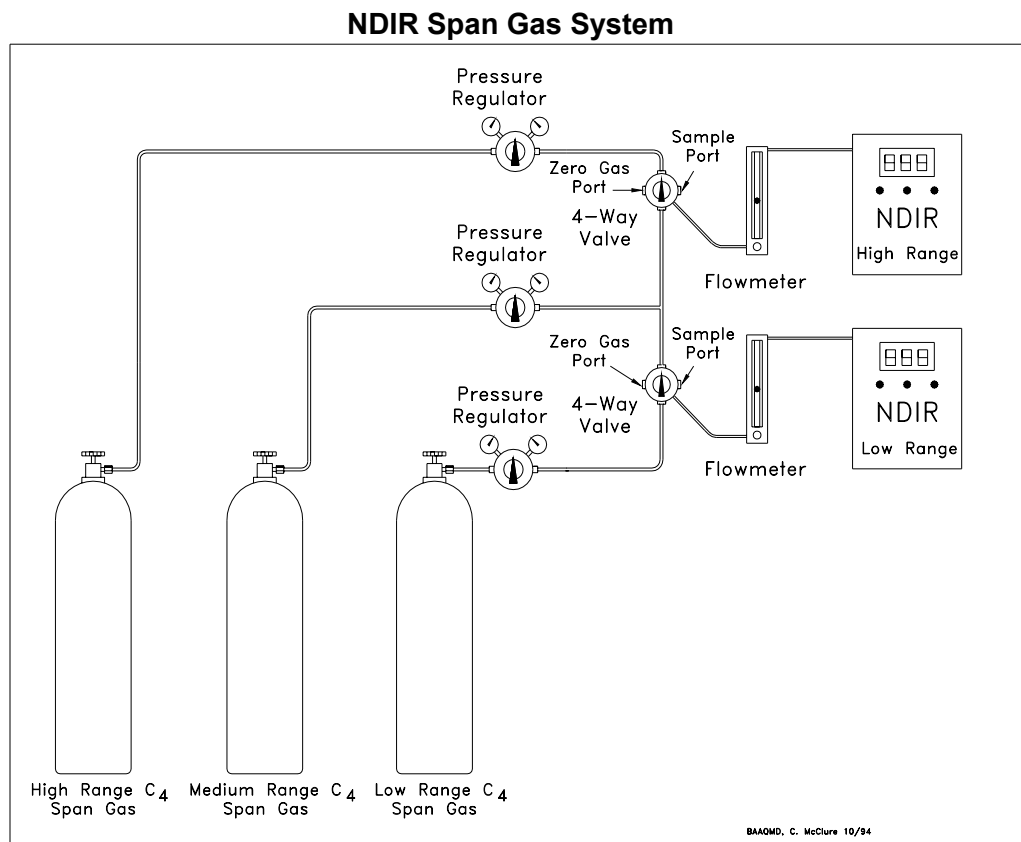 NDIR Span Gas System
Pressure
Regulator
Sample
Port
Zero Gas
Port
4-Way
Valve
NDIR
High Range
Flowmeter
Pressure
Regulator
Sample
Port
Zero Gas
Port
4-Way
Valve
NDIR
Low Range
Flowmeter
Pressure
Regulator
High Range C4
Span Gas
Medium Range C4
Span Gas
Low Range C4
Span Gas
BAAQMD, C. McClure 10/94